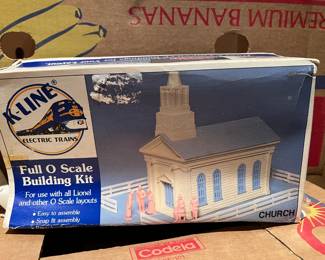 PREMIUM BANANAS
K-LINE
ELECTRIC TRAINS
Full O Scale
Building Kit
For use with all Lionel
and other O Scale layouts
• Easy to assemble
• Snap fit assembly
CHURCH
Codela